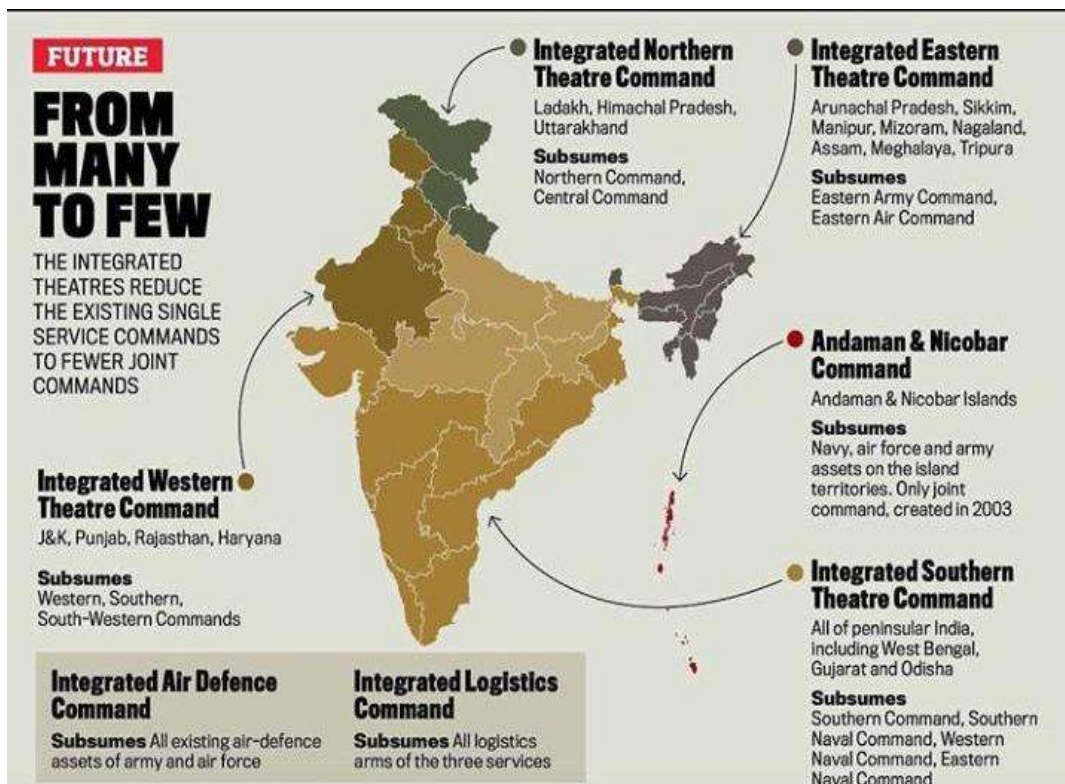 FUTURE
FROM
MANY
TO FEW
THE INTEGRATED
THEATRES REDUCE
THE EXISTING SINGLE
SERVICE COMMANDS
TO FEWER JOINT
COMMANDS
Integrated Northern
Theatre Command
Ladakh, Himachal Pradesh,
Uttarakhand
Subsumes
Northern Command,
Central Command
Integrated Eastern
Theatre Command
Arunachal Pradesh, Sikkim,
Manipur, Mizoram, Nagaland,
Assam, Meghalaya, Tripura
Subsumes
Eastern Army Command,
Eastern Air Command
Andaman & Nicobar
Command
Andaman & Nicobar Islands
Subsumes
Navy, air force and army
assets on the island
territories. Only joint
command, created in 2003
Integrated Western
Theatre Command
J&K, Punjab, Rajasthan, Haryana
Subsumes
Western, Southern,
South-Western Commands
Integrated Southern
Theatre Command
All of peninsular India,
including West Bengal,
Gujarat and Odisha
Subsumes
Southern Command, Southern
Naval Command, Western
Naval Command, Eastern
Naval Command
Integrated Air Defence
Command
Subsumes All existing air-defence
assets of army and air force
Integrated Logistics
Command
Subsumes All logistics
arms of the three services